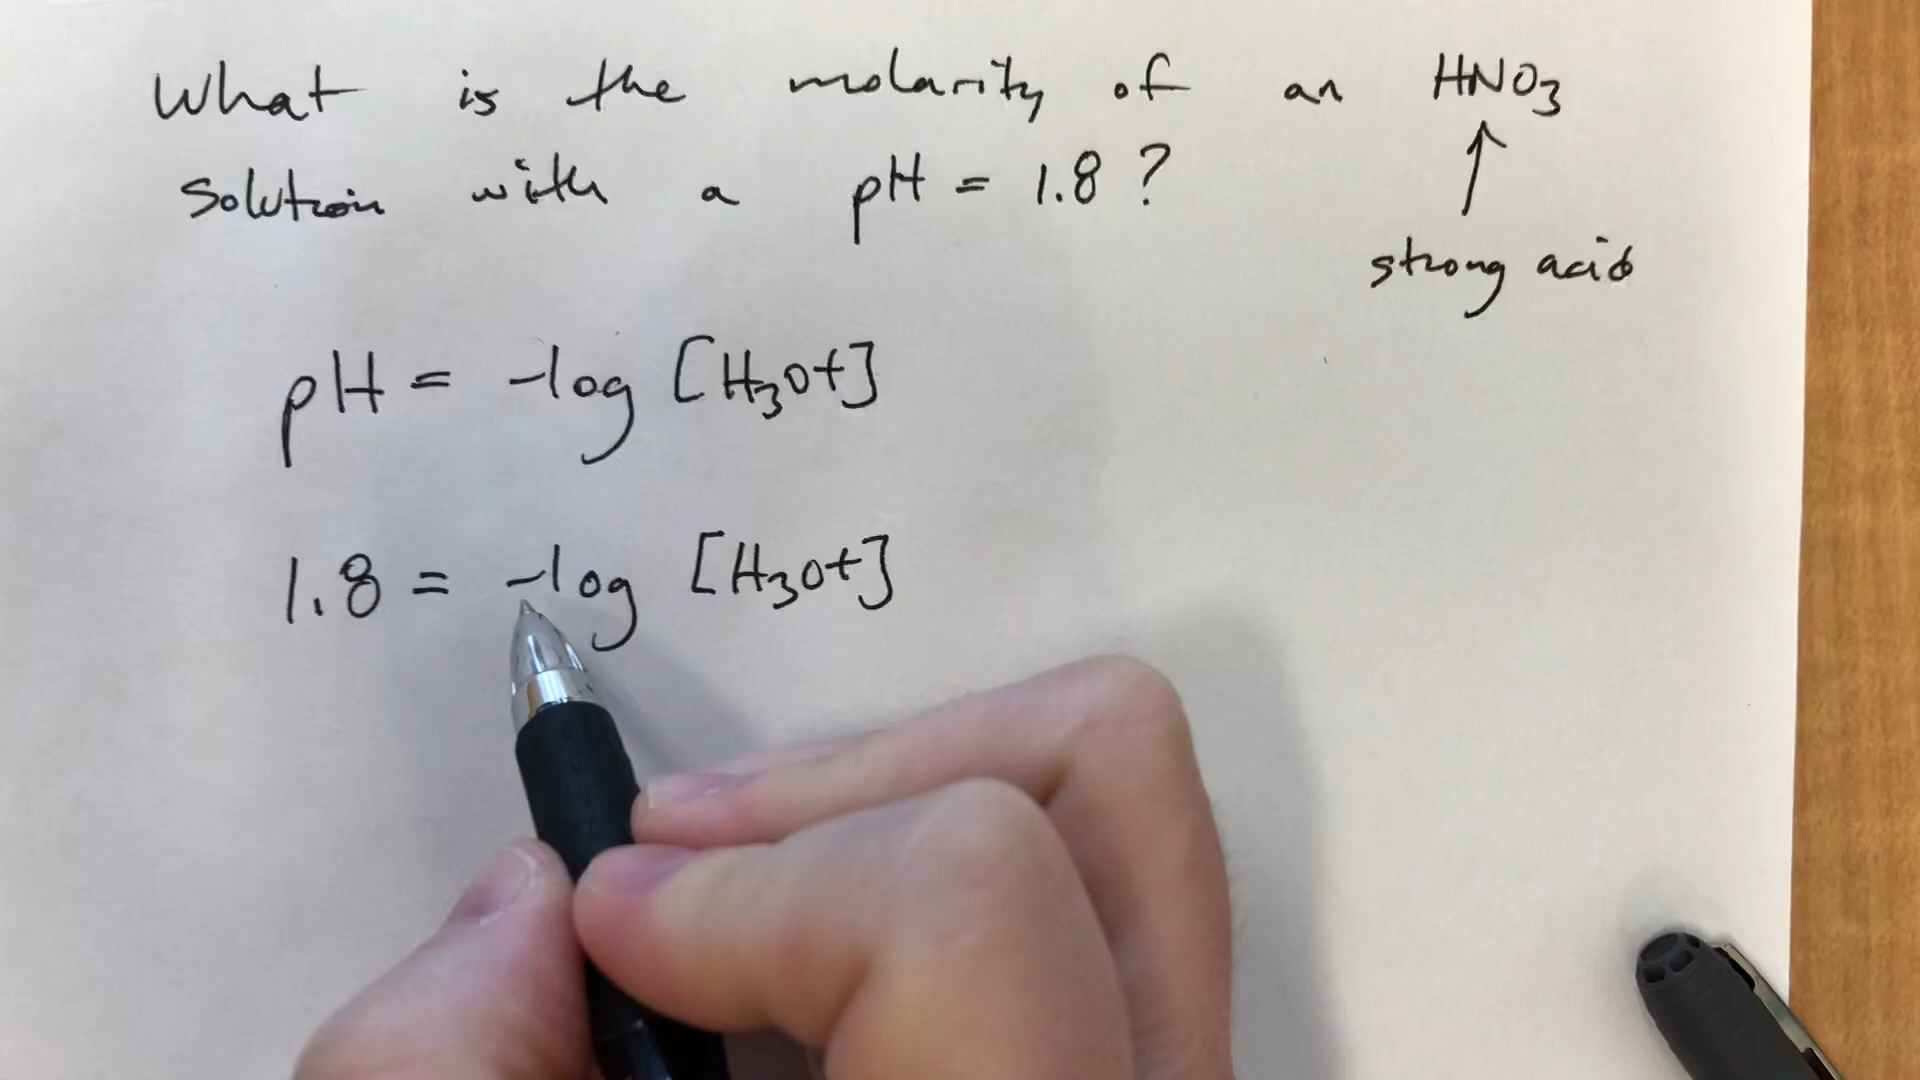 What is the molarity of an HNO3
solution with a pH = 1.8 ?
↑
strong acid
pH = -log [H3O+]
1.8 = -log [H3O+]